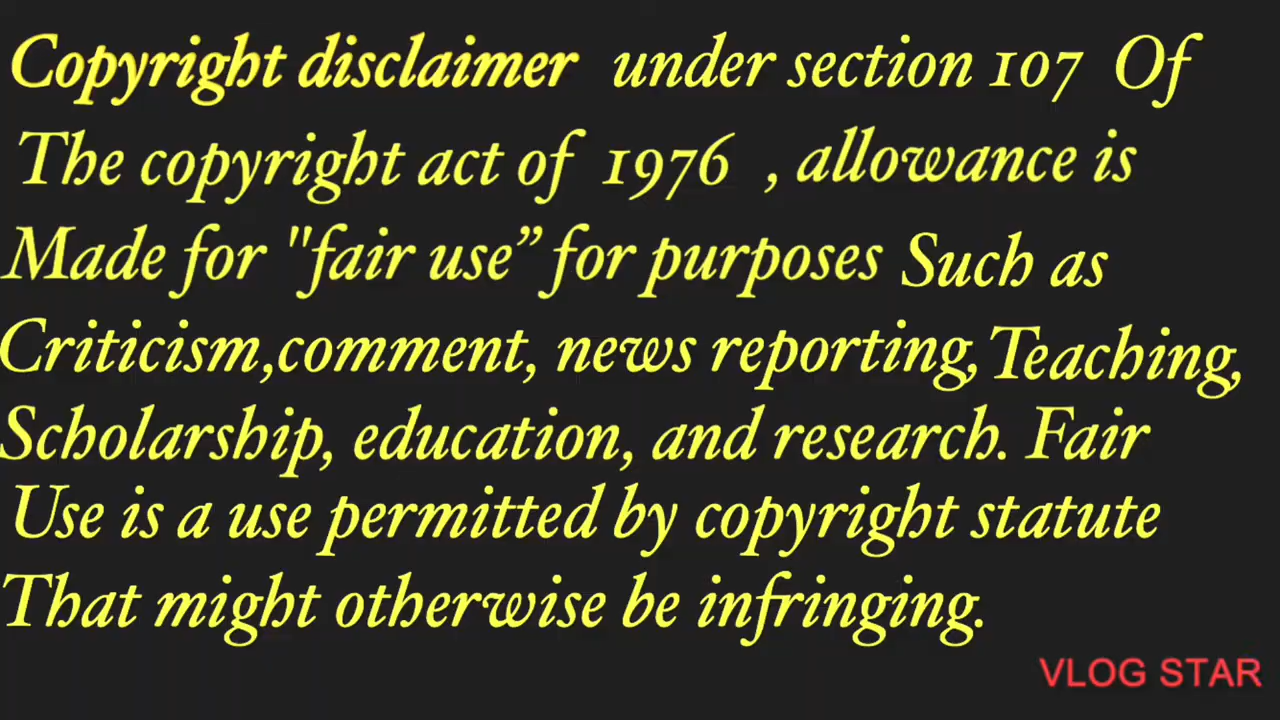 Copyright disclaimer under section 107 Of
The copyright act of 1976 , allowance is
Made for "fair use” for purposes Such as
Criticism,comment, news reporting,Teaching,
Scholarship, education, and research. Fair
Use is a use permitted by copyright statute
That might otherwise be infringing.
VLOG STAR